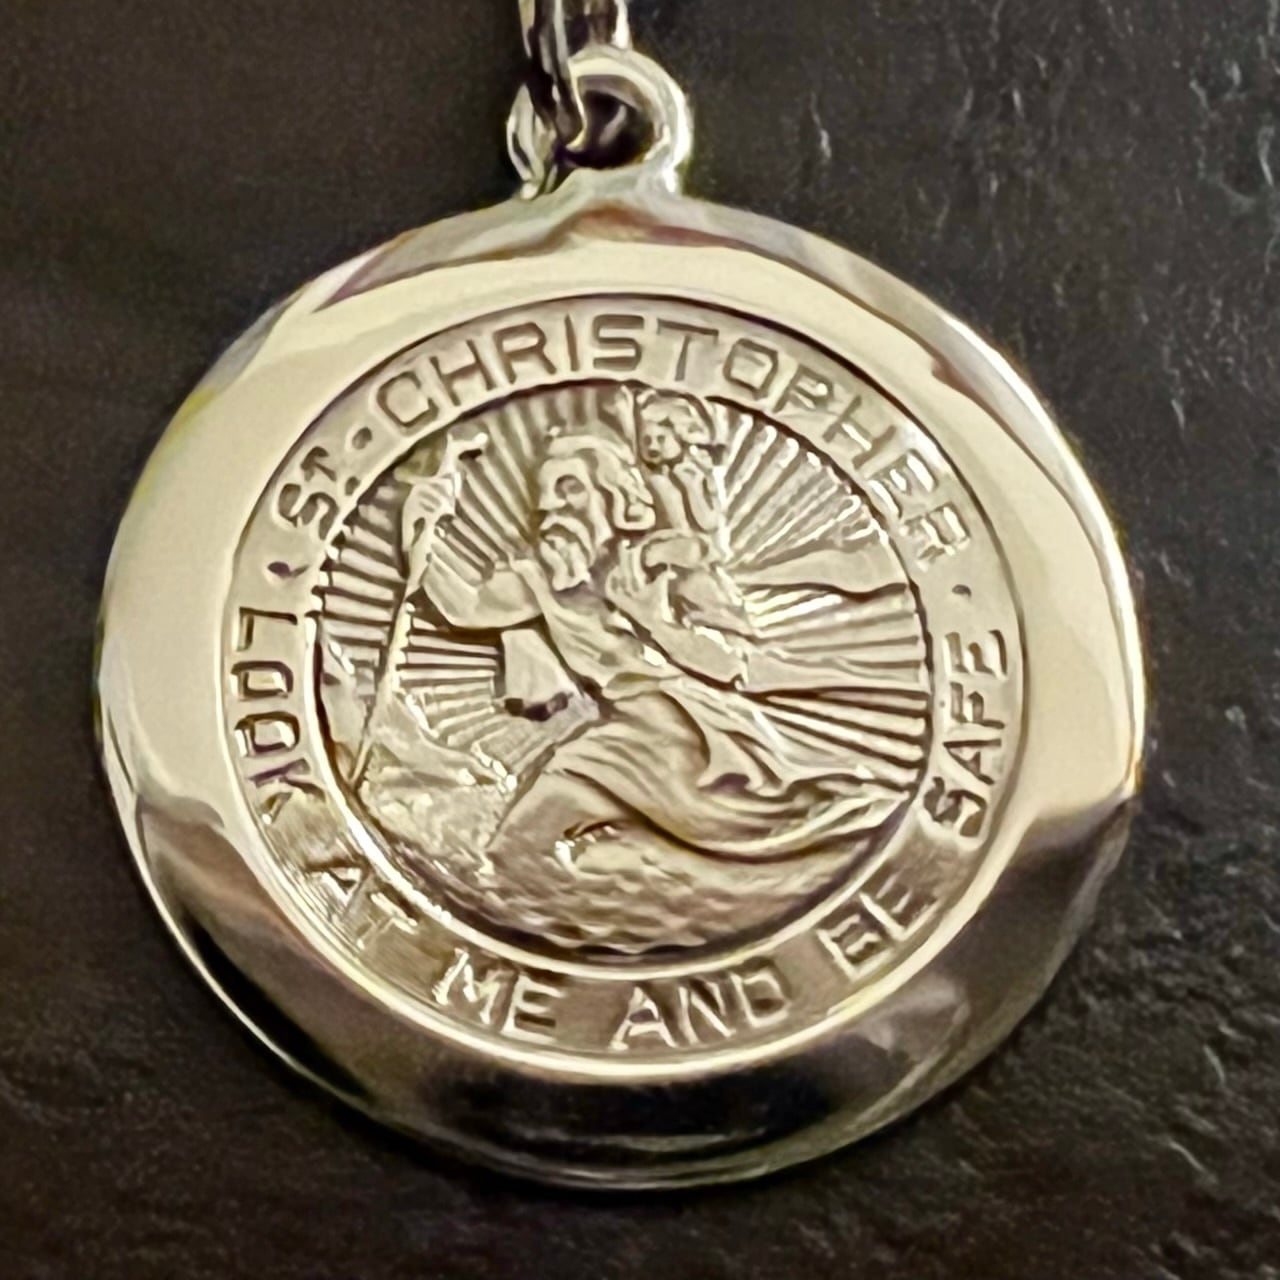 ST. CHRISTOPHER
LOOK AT ME AND BE SAFE